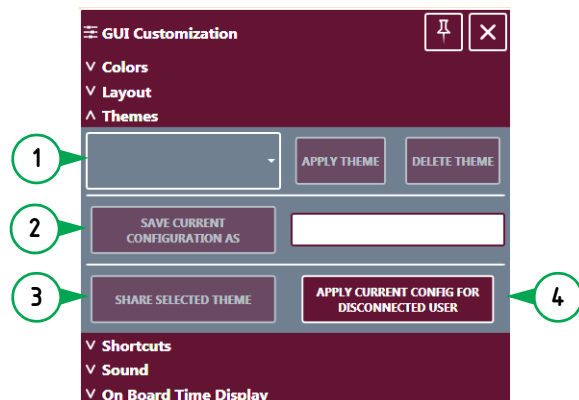 GUI Customization
Colors
Layout
Themes
1
APPLY THEME
DELETE THEME
2
SAVE CURRENT
CONFIGURATION AS
3
SHARE SELECTED THEME
APPLY CURRENT CONFIG FOR
DISCONNECTED USER
4
Shortcuts
Sound
On Board Time Display